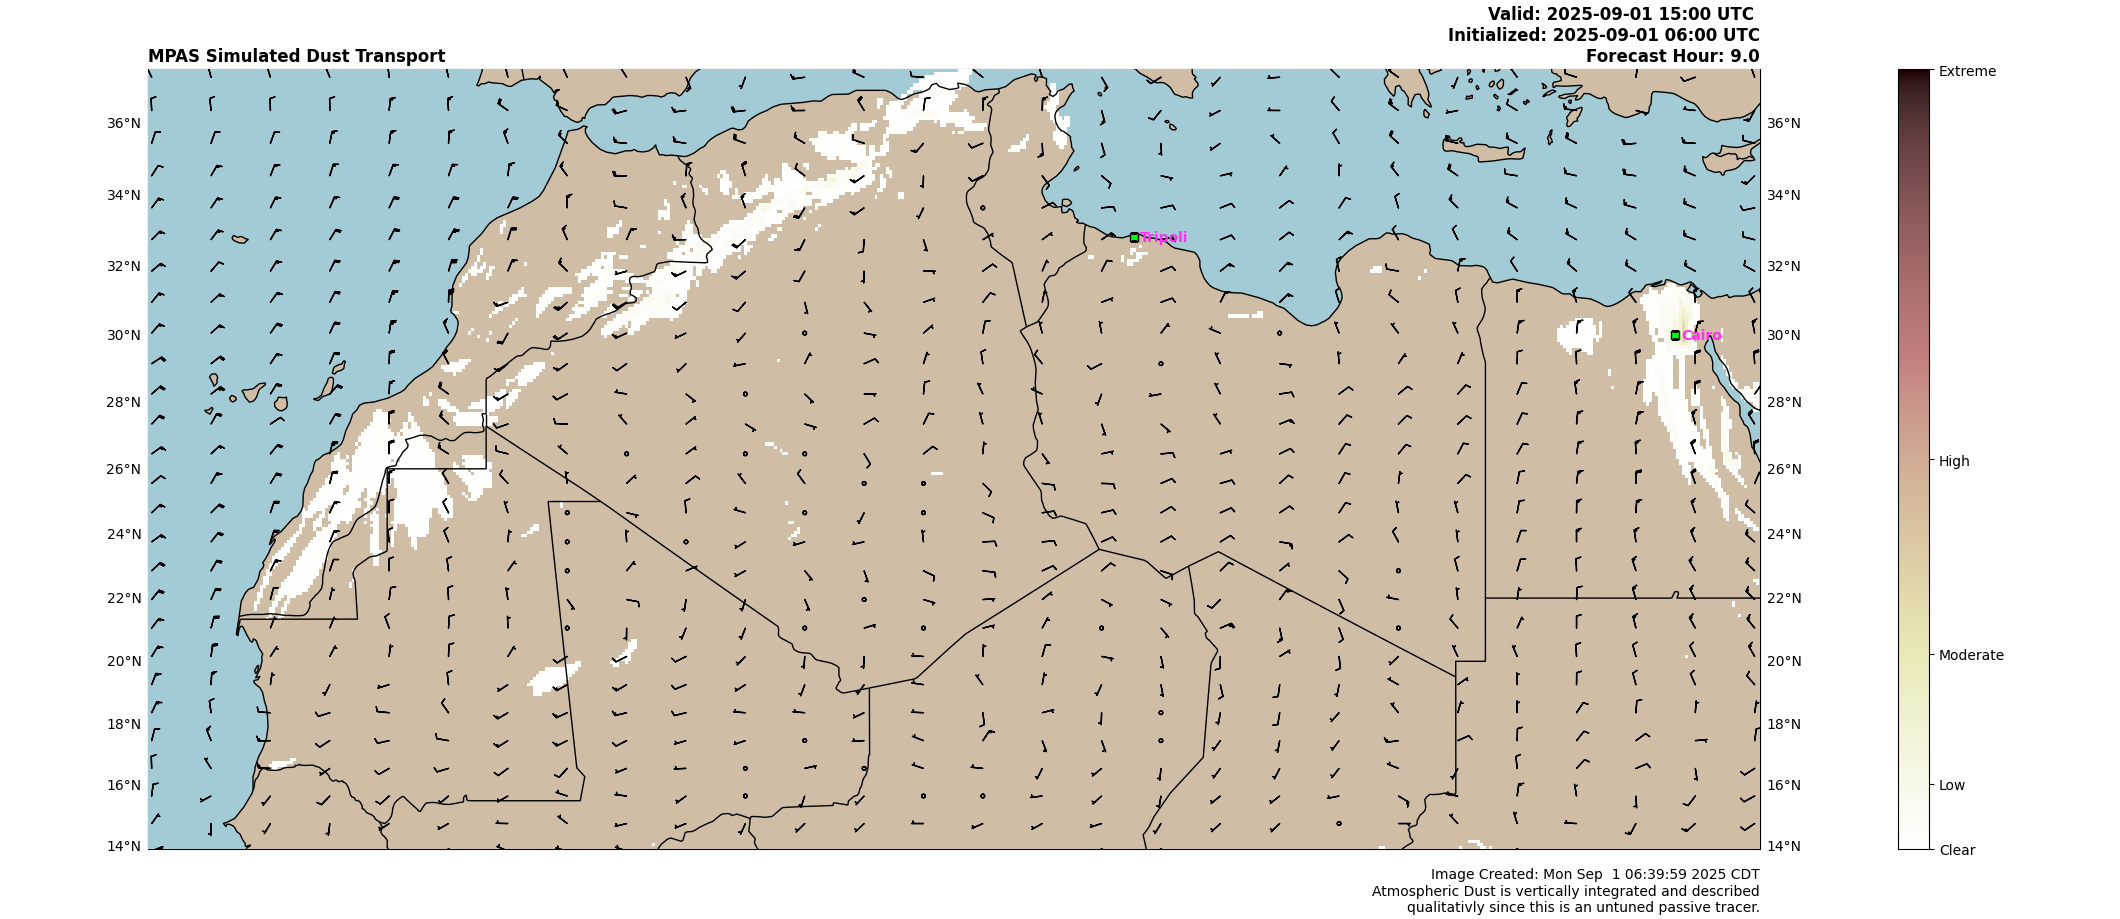 Valid: 2025-09-01 15:00 UTC
Initialized: 2025-09-01 06:00 UTC
MPAS Simulated Dust Transport
Forecast Hour: 9.0
Extreme
36°N
36°N
34°N
34°N
Tripoli
32°N
32°N
30°N
Cairo
30°N
28°N
28°N
26°N
26°N
High
24°N
24°N
22°N
22°N
20°N
20°N
Moderate
18°N
18°N
16°N
16°N
Low
14°N
14°N
Clear
Image Created: Mon Sep  1 06:39:59 2025 CDT
Atmospheric Dust is vertically integrated and described
qualitativly since this is an untuned passive tracer.